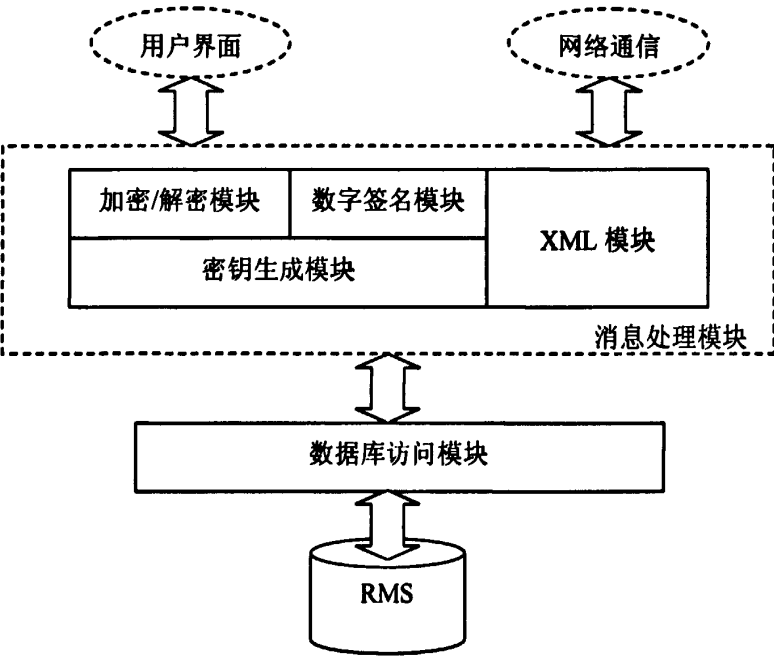 用户界面
网络通信
加密/解密模块
数字签名模块
XML 模块
密钥生成模块
消息处理模块
数据库访问模块
RMS